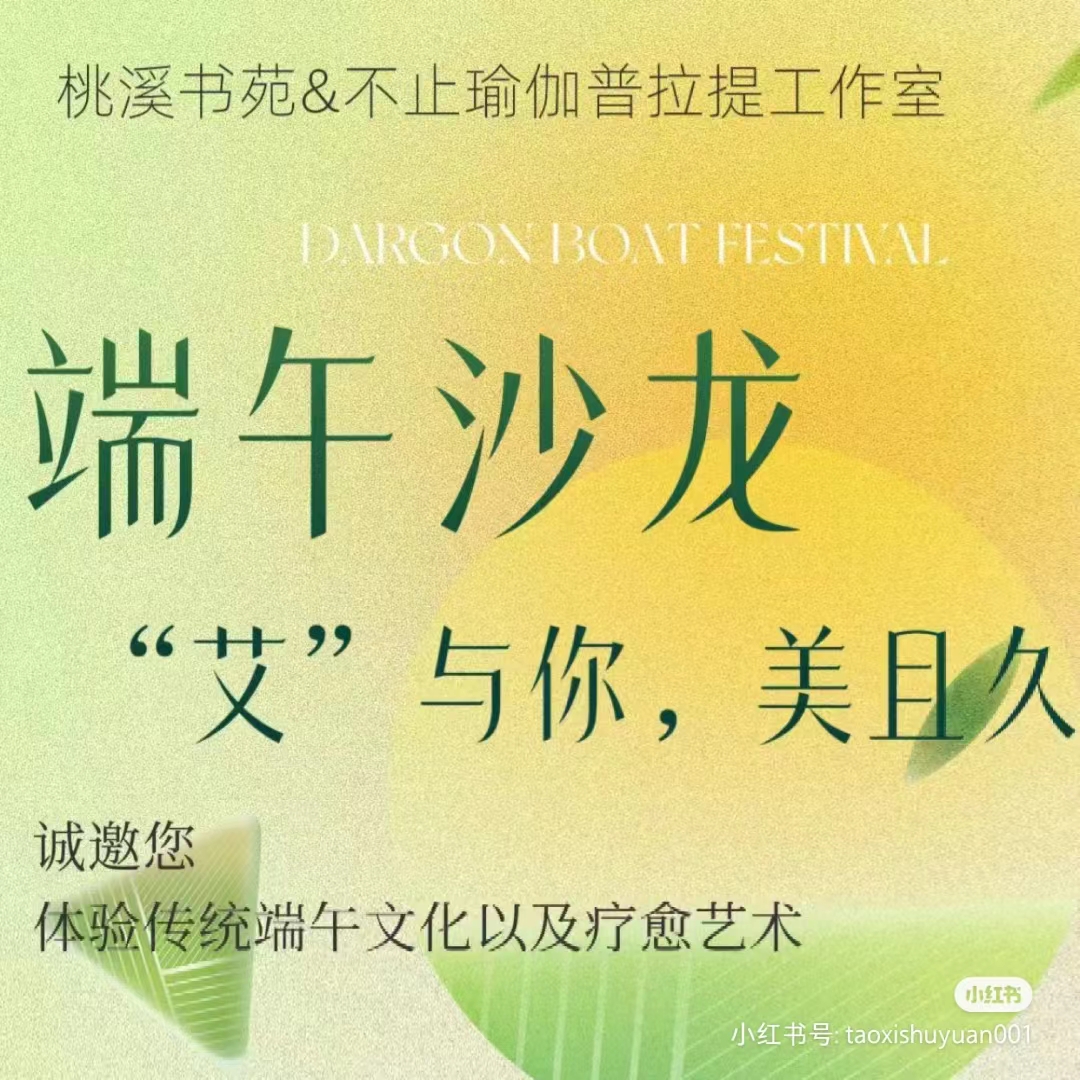 桃溪书苑&不止瑜伽普拉提工作室
DARGON BOAT FESTIVAL
端午沙龙
“艾”与你，美且久
诚邀您
体验传统端午文化以及疗愈艺术
小红书
小红书号: taoxishuyuan001